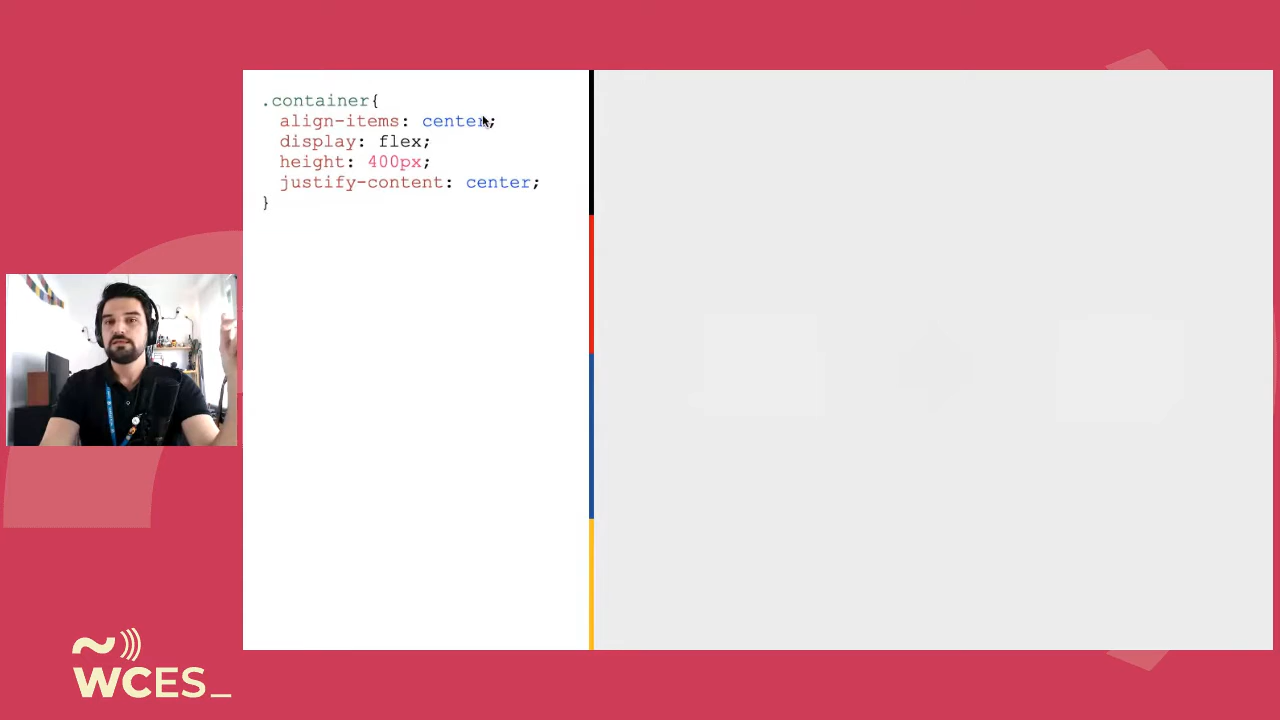 .container{
align-items: center;
display: flex;
height: 400px;
justify-content: center;
}
WCES_